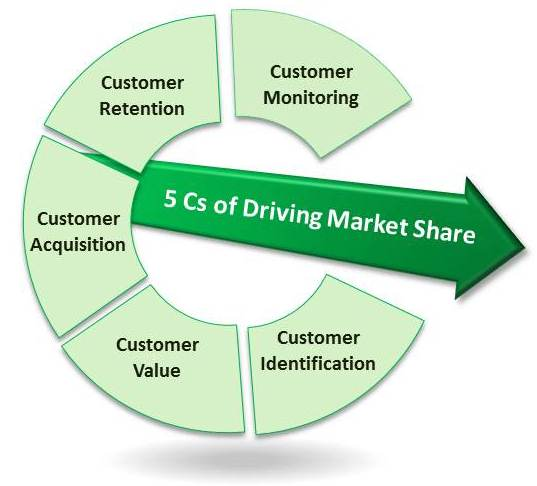 Customer
Monitoring
Customer
Retention
5 Cs of Driving Market Share
Customer
Acquisition
Customer
Value
Customer
Identification